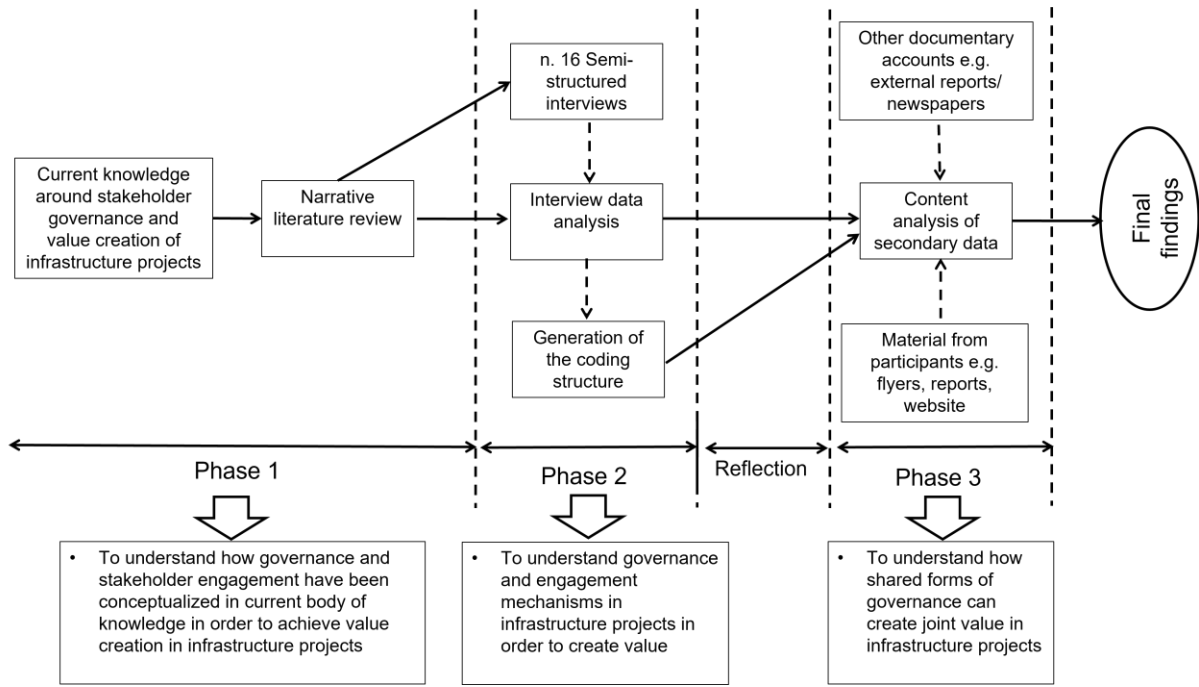 Current knowledge
around stakeholder
governance and
value creation of
infrastructure projects
Narrative
literature review
n. 16 Semi-
structured
interviews
Interview data
analysis
Generation of
the coding
structure
Other documentary
accounts e.g.
external reports/
newspapers
Content
analysis of
secondary data
Material from
participants e.g.
flyers, reports,
website
Final
findings
Phase 1
Phase 2
Reflection
Phase 3
• To understand how governance and
stakeholder engagement have been
conceptualized in current body of
knowledge in order to achieve value
creation in infrastructure projects
• To understand governance
and engagement
mechanisms in
infrastructure projects in
order to create value
• To understand how
shared forms of
governance can
create joint value in
infrastructure projects